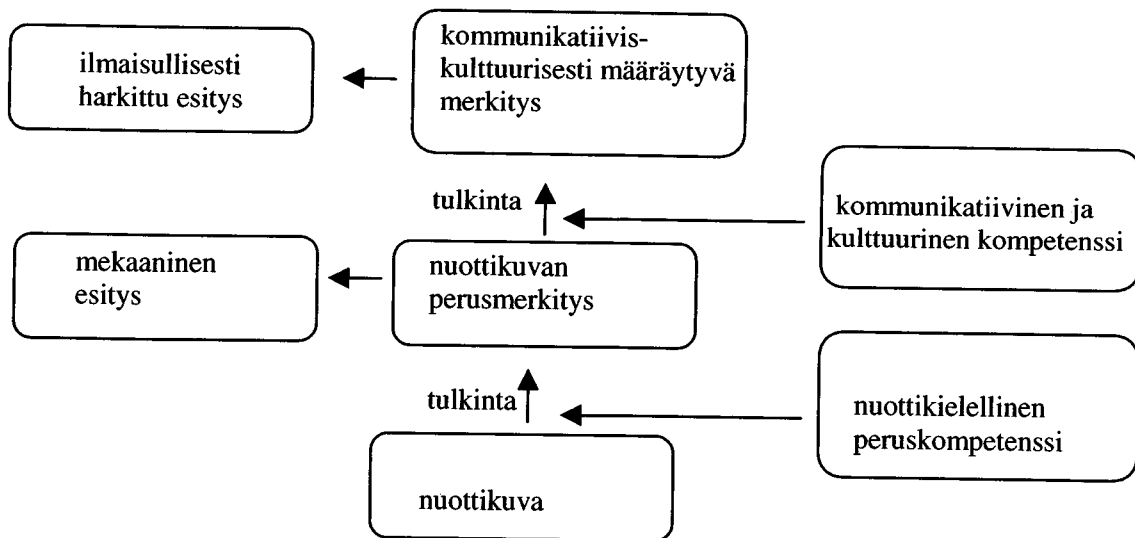 ilmaisullisesti
harkittu esitys
kommunikatiivis-
kulttuurisesti määräytyvä
merkitys
tulkinta
kommunikatiivinen ja
kulttuurinen kompetenssi
mekaaninen
esitys
nuottikuvan
perusmerkitys
tulkinta
nuottikielellinen
peruskompetenssi
nuottikuva